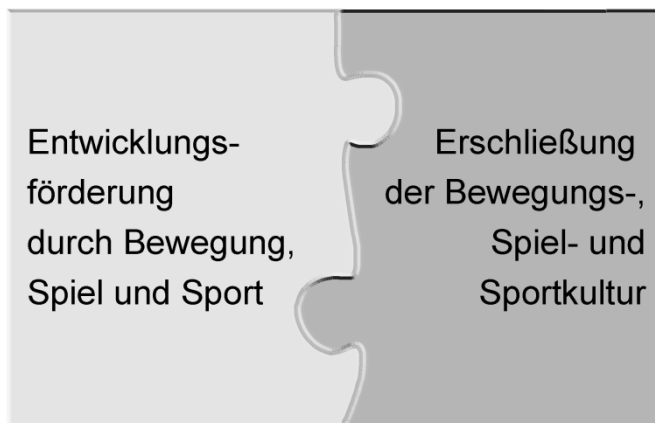 Entwicklungs-
förderung
durch Bewegung,
Spiel und Sport
Erschließung
der Bewegungs-,
Spiel- und
Sportkultur